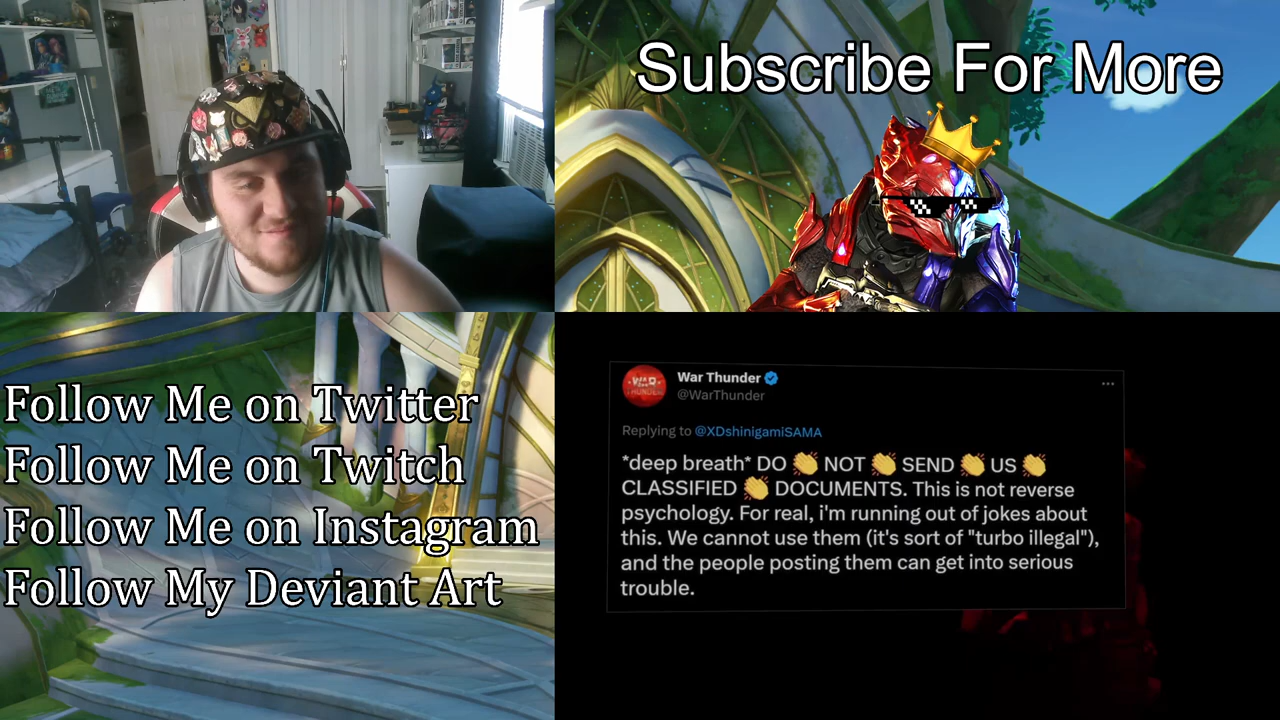 Subscribe For More
Follow Me on Twitter
Follow Me on Twitch
Follow Me on Instagram
Follow My Deviant Art
WAR THUNDER
War Thunder
@WarThunder
Replying to @XDshinigamiSAMA
*deep breath* DO 👏 NOT 👏 SEND 👏 US 👏
CLASSIFIED 👏 DOCUMENTS. This is not reverse
psychology. For real, i'm running out of jokes about
this. We cannot use them (it's sort of "turbo illegal"),
and the people posting them can get into serious
trouble.